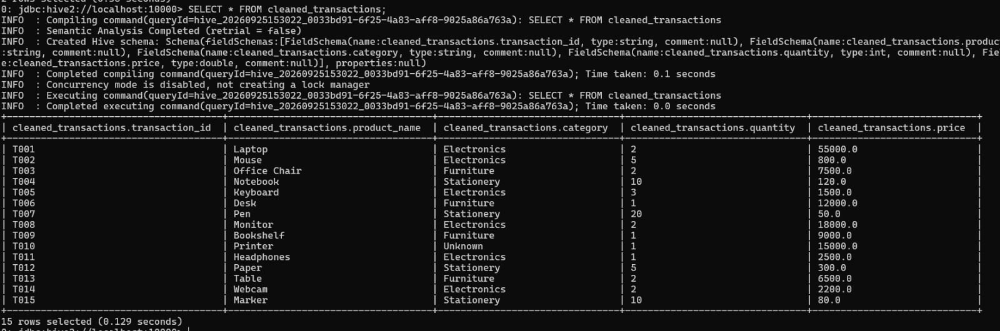 0: jdbc:hive2://localhost:10000> SELECT * FROM cleaned_transactions;
INFO  : Compiling command(queryId=hive_20260925153022_0033bd91-6f25-4a83-aff8-9025a86a763a): SELECT * FROM cleaned_transactions
INFO  : Semantic Analysis Completed (retrial = false)
INFO  : Created Hive schema: Schema(fieldSchemas:[FieldSchema(name:cleaned_transactions.transaction_id, type:string, comment:null), FieldSchema(name:cleaned_transactions.produc
:string, comment:null), FieldSchema(name:cleaned_transactions.category, type:string, comment:null), FieldSchema(name:cleaned_transactions.quantity, type:int, comment:null), Fie
e:cleaned_transactions.price, type:double, comment:null)], properties:null)
INFO  : Completed compiling command(queryId=hive_20260925153022_0033bd91-6f25-4a83-aff8-9025a86a763a); Time taken: 0.1 seconds
INFO  : Concurrency mode is disabled, not creating a lock manager
INFO  : Executing command(queryId=hive_20260925153022_0033bd91-6f25-4a83-aff8-9025a86a763a): SELECT * FROM cleaned_transactions
INFO  : Completed executing command(queryId=hive_20260925153022_0033bd91-6f25-4a83-aff8-9025a86a763a); Time taken: 0.0 seconds
| cleaned_transactions.transaction_id | cleaned_transactions.product_name | cleaned_transactions.category | cleaned_transactions.quantity | cleaned_transactions.price |
| T001 | Laptop | Electronics | 2 | 55000.0 |
| T002 | Mouse | Electronics | 5 | 800.0 |
| T003 | Office Chair | Furniture | 2 | 7500.0 |
| T004 | Notebook | Stationery | 10 | 120.0 |
| T005 | Keyboard | Electronics | 3 | 1500.0 |
| T006 | Desk | Furniture | 1 | 12000.0 |
| T007 | Pen | Stationery | 20 | 50.0 |
| T008 | Monitor | Electronics | 2 | 18000.0 |
| T009 | Bookshelf | Furniture | 1 | 9000.0 |
| T010 | Printer | Unknown | 1 | 15000.0 |
| T011 | Headphones | Electronics | 1 | 2500.0 |
| T012 | Paper | Stationery | 5 | 300.0 |
| T013 | Table | Furniture | 2 | 6500.0 |
| T014 | Webcam | Electronics | 2 | 2200.0 |
| T015 | Marker | Stationery | 10 | 80.0 |
15 rows selected (0.129 seconds)